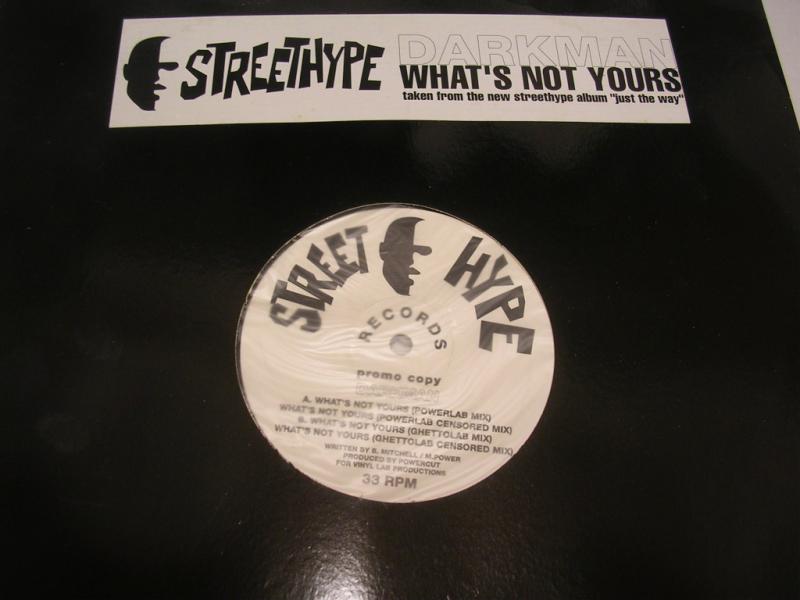 STREETHYPE
DARKMAN
WHAT'S NOT YOURS
taken from the new streethype album "just the way"
STREET HYPE
RECORDS
promo copy
DARKMAN
A. WHAT'S NOT YOURS (POWERLAB MIX)
WHAT'S NOT YOURS (POWERLAB CENSORED MIX)
B. WHAT'S NOT YOURS (GHETTOLAB MIX)
WHAT'S NOT YOURS (GHETTOLAB CENSORED MIX)
WRITTEN BY B. MITCHELL / M.POWER
PRODUCED BY POWERCUT
FOR VINYL LAB PRODUCTIONS
33 RPM